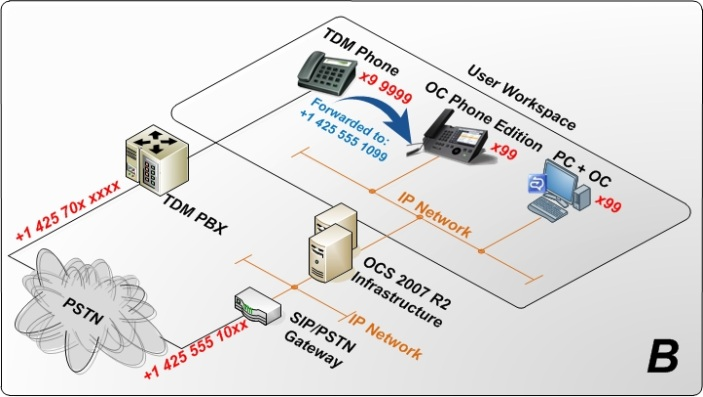 TDM Phone
x9 9999
User Workspace
OC Phone Edition
x99
Forwarded to:
+1 425 555 1099
PC + OC
x99
IP Network
TDM PBX
+1 425 70x xxxx
OCS 2007 R2
Infrastructure
PSTN
SIP/PSTN
Gateway
IP Network
+1 425 555 10xx
B